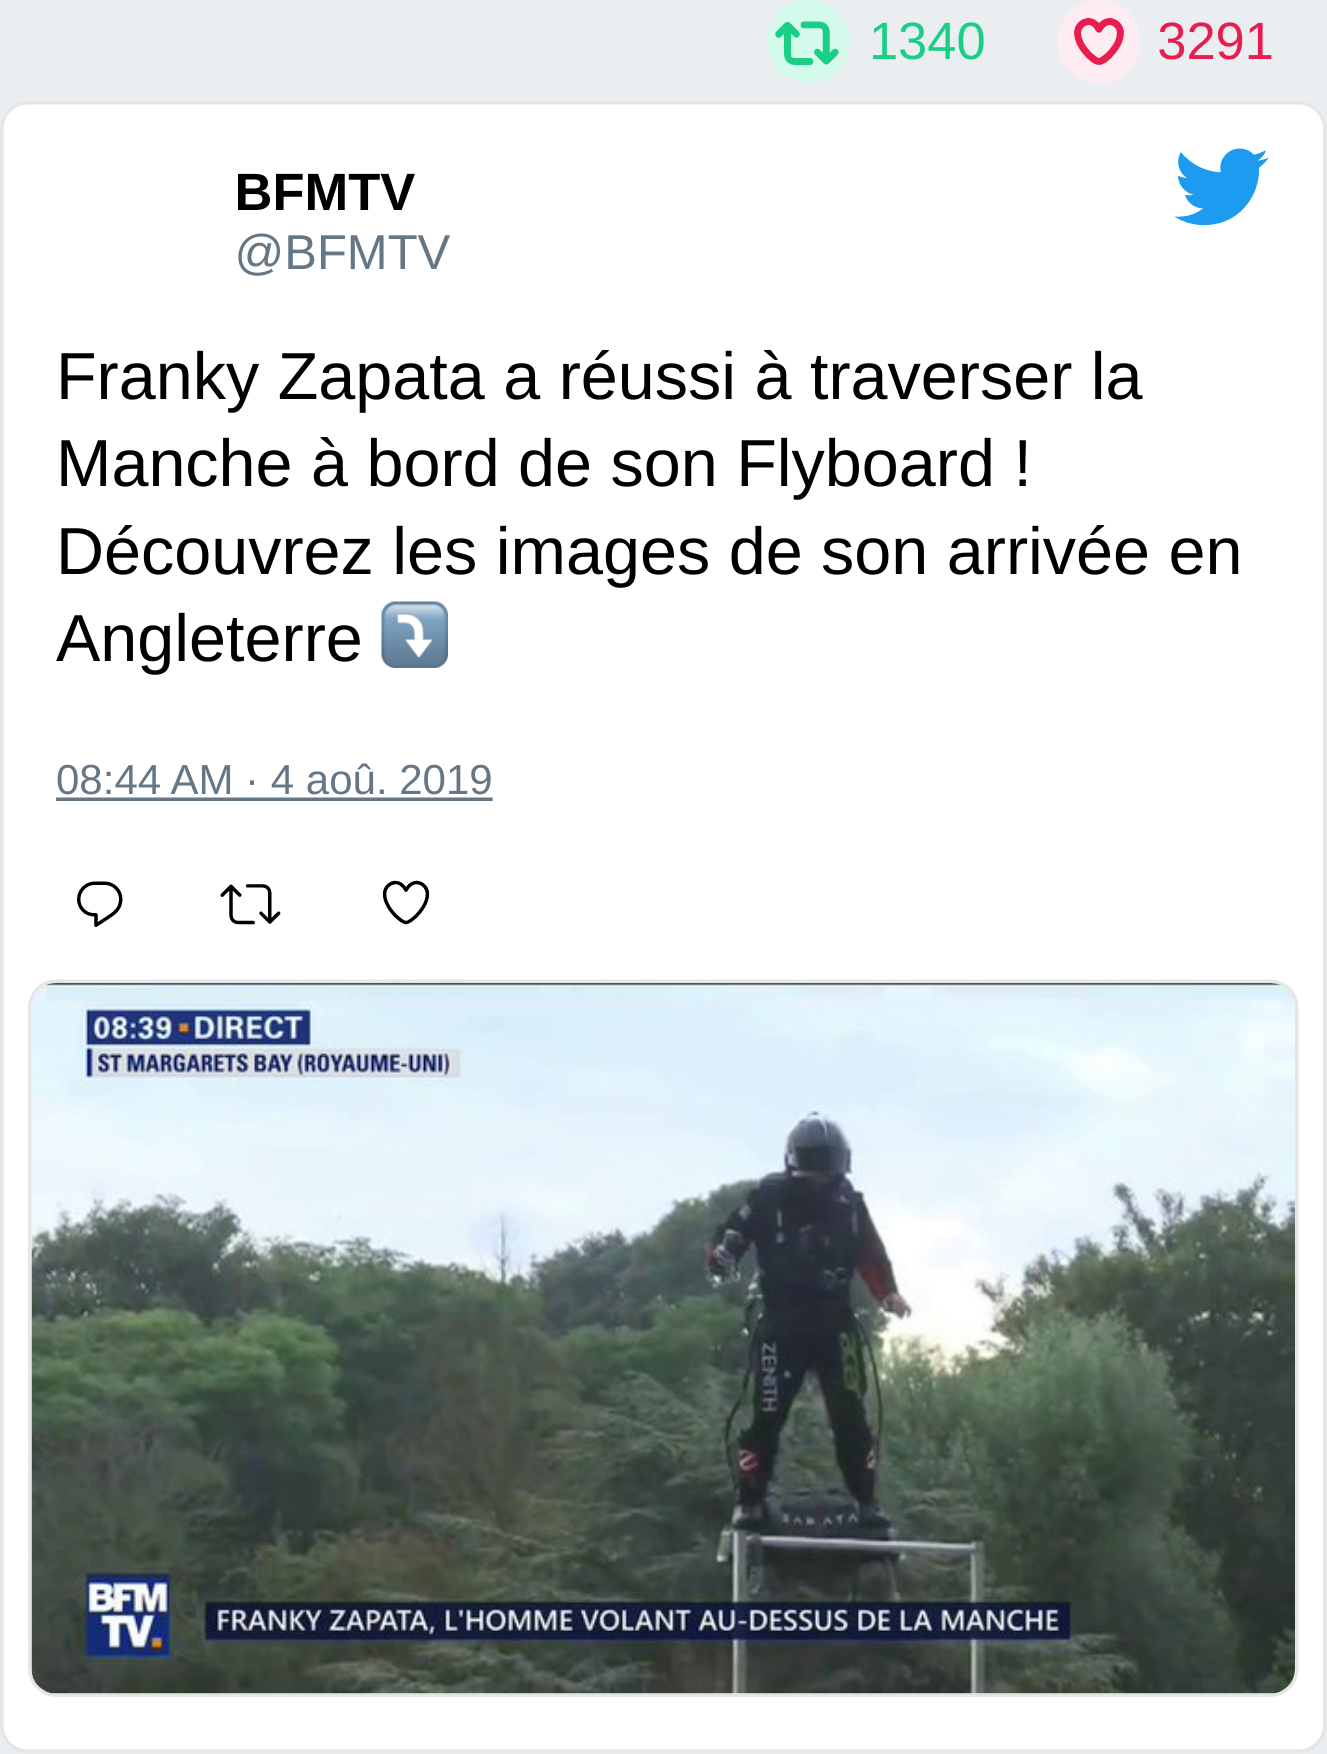 1340 3291
BFMTV
@BFMTV
Franky Zapata a réussi à traverser la
Manche à bord de son Flyboard !
Découvrez les images de son arrivée en
Angleterre ⤵️
08:44 AM · 4 aoû. 2019
08:39 ▪ DIRECT
ST MARGARETS BAY (ROYAUME-UNI)
ZENITH
ZAPATA
BFM
TV.
FRANKY ZAPATA, L'HOMME VOLANT AU-DESSUS DE LA MANCHE